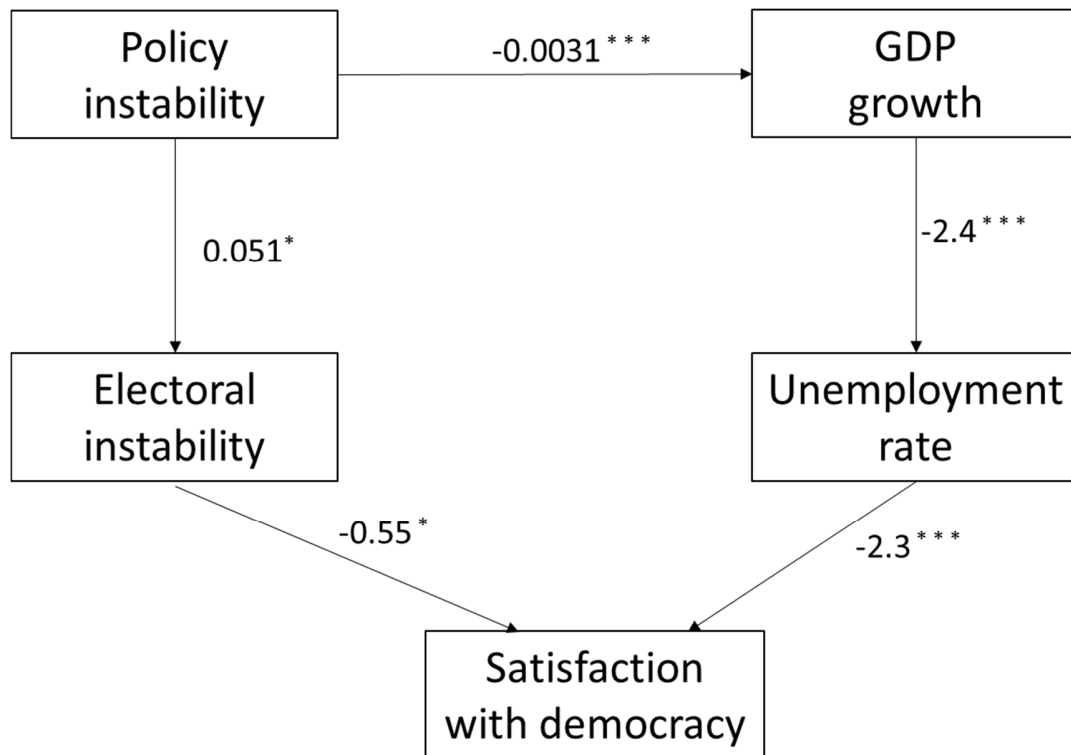 Policy
instability
-0.0031***
GDP
growth
0.051*
-2.4***
Electoral
instability
Unemployment
rate
-0.55*
-2.3***
Satisfaction
with democracy